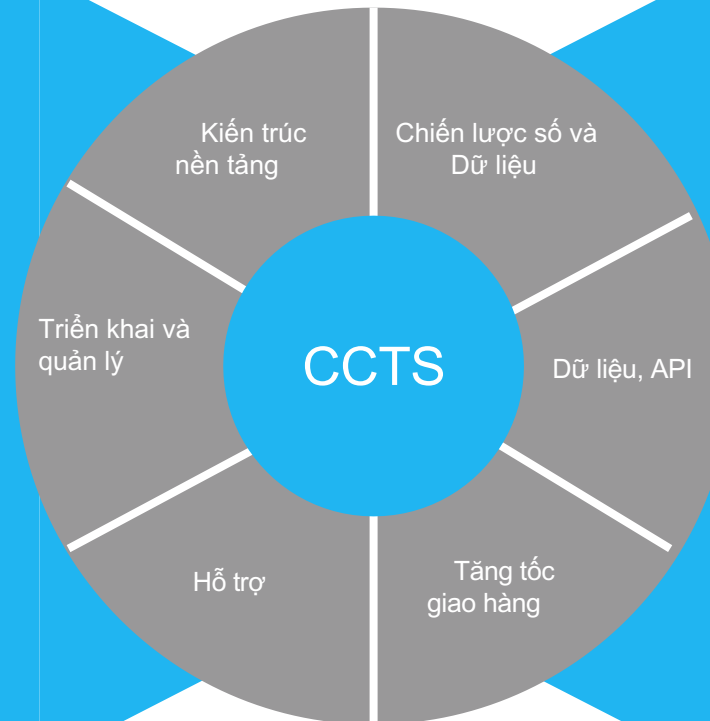 Kiến trúc
nền tảng
Chiến lược số và
Dữ liệu
Triển khai và
quản lý
CCTS
Dữ liệu, API
Hỗ trợ
Tăng tốc
giao hàng